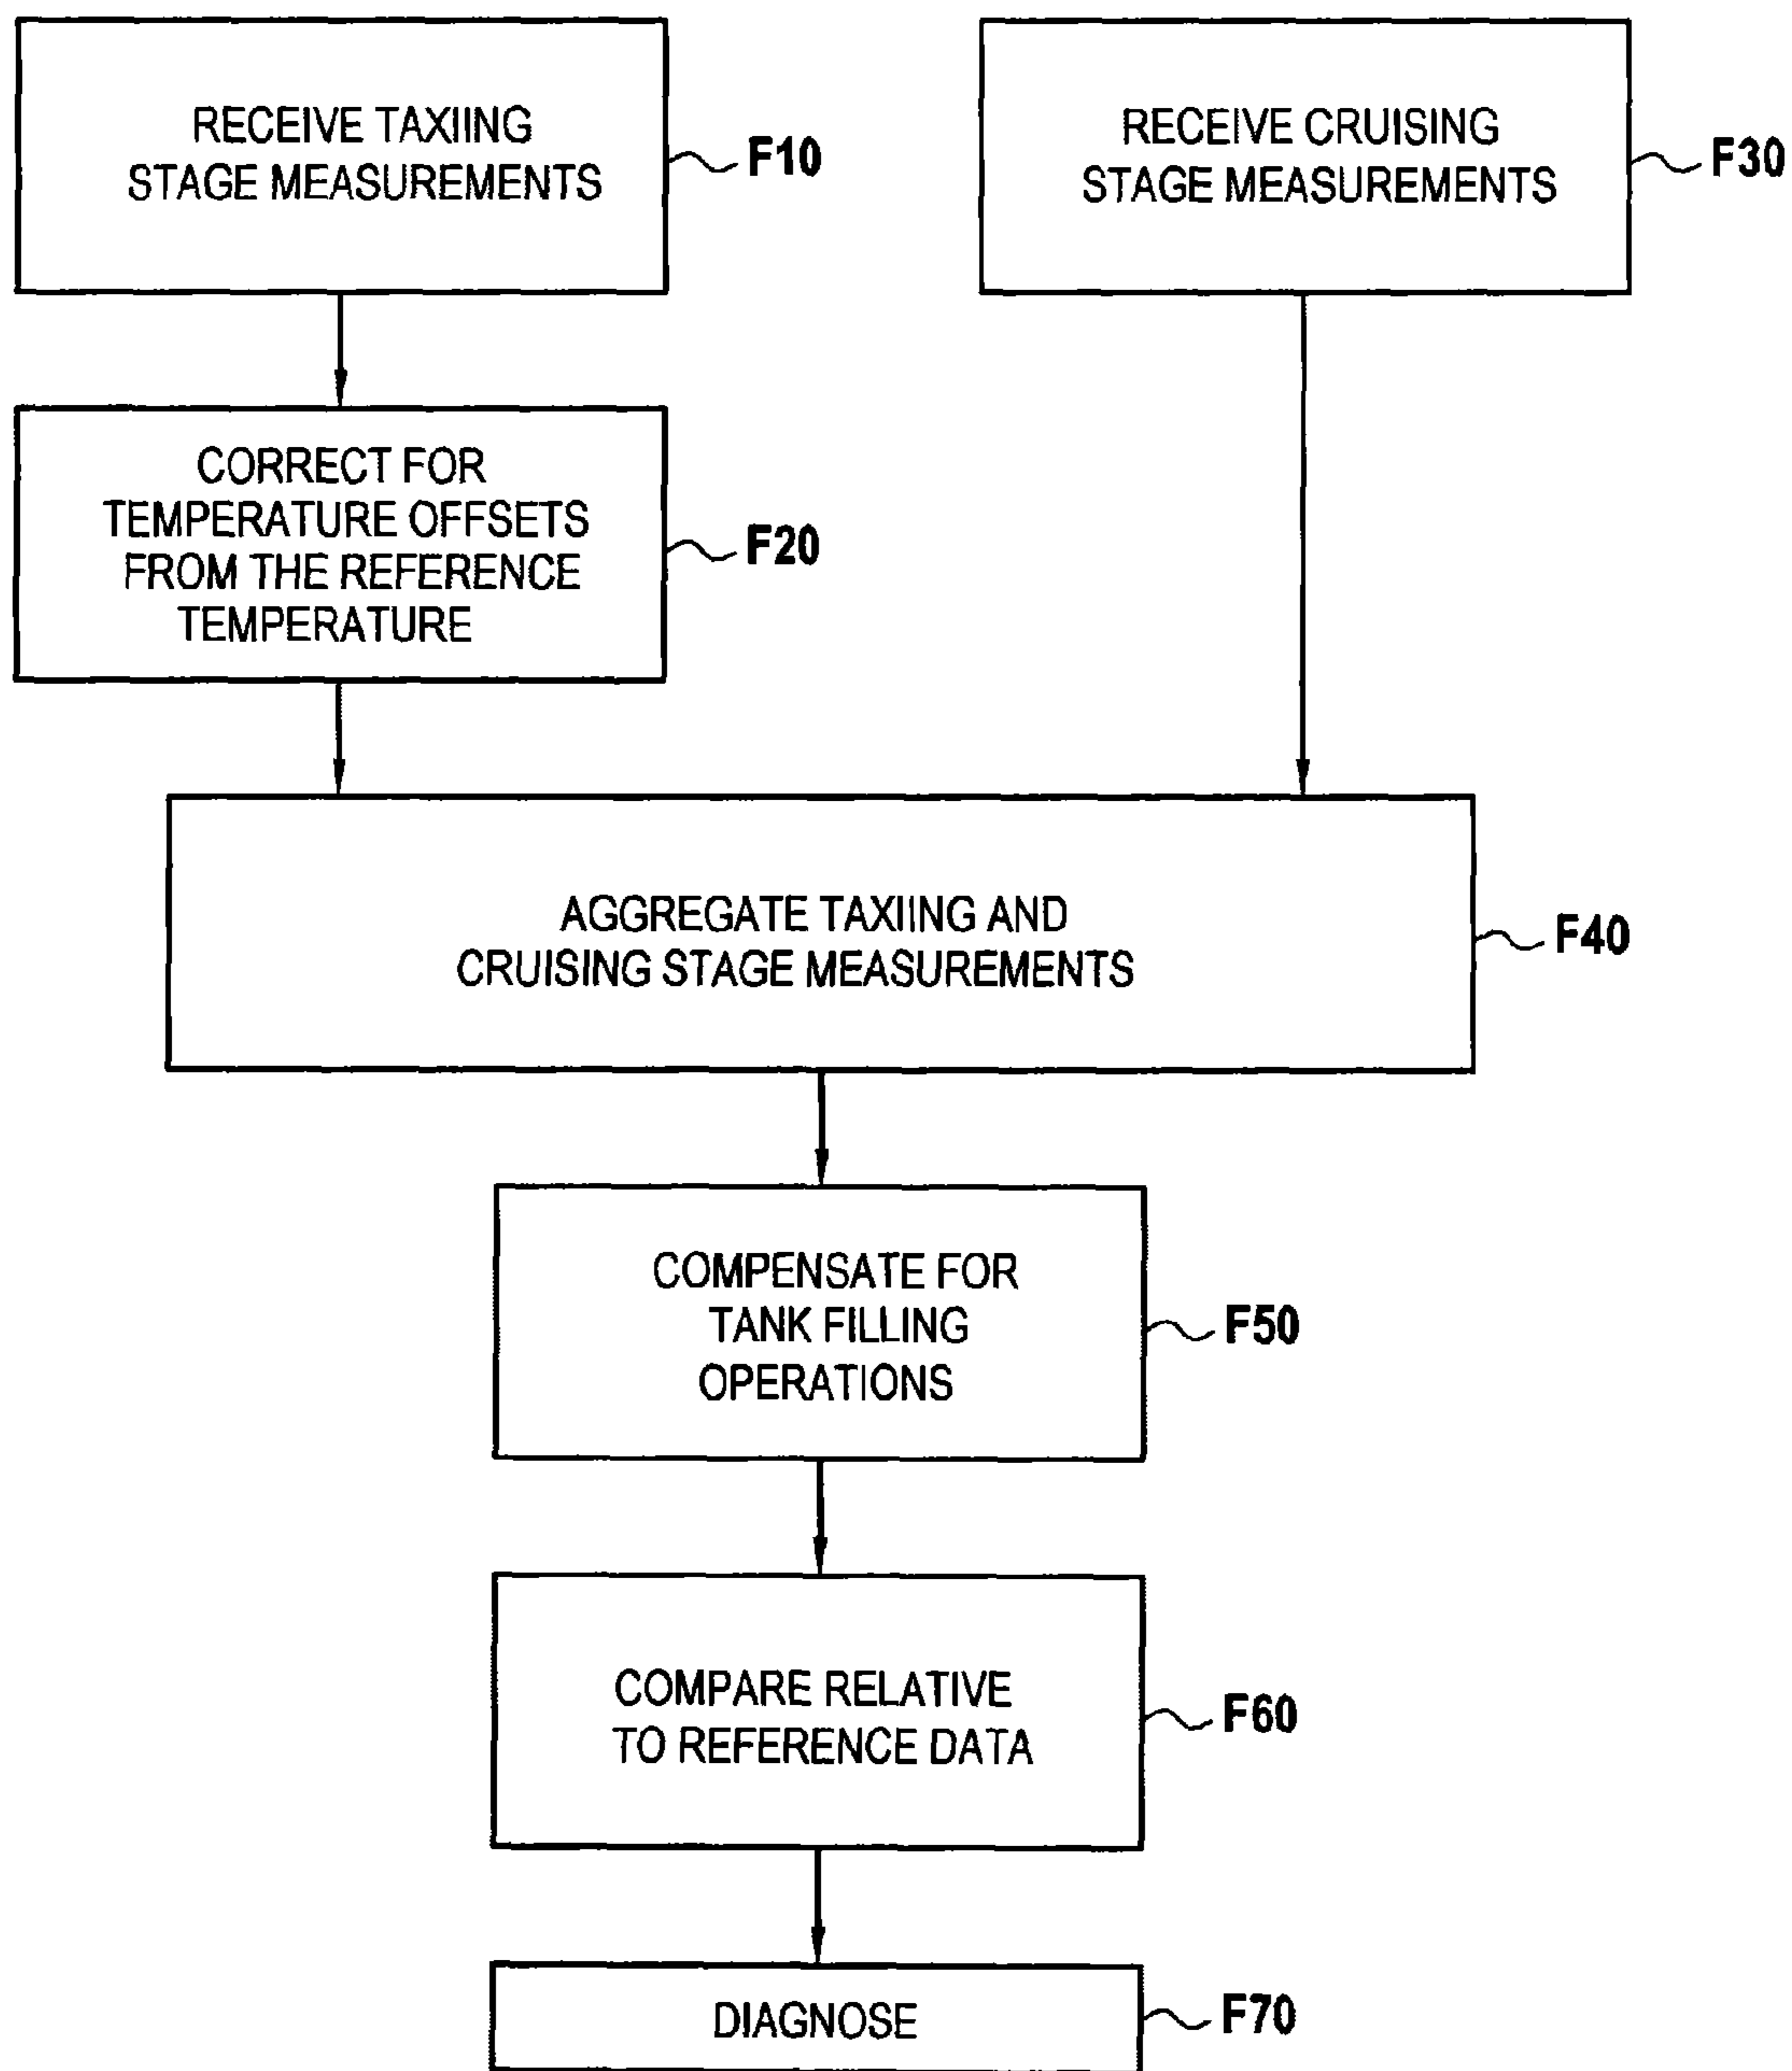 RECEIVE TAXIING
STAGE MEASUREMENTS
F10
RECEIVE CRUISING
STAGE MEASUREMENTS
F30
CORRECT FOR
TEMPERATURE OFFSETS
FROM THE REFERENCE
TEMPERATURE
F20
AGGREGATE TAXIING AND
CRUISING STAGE MEASUREMENTS
F40
COMPENSATE FOR
TANK FILLING
OPERATIONS
F50
COMPARE RELATIVE
TO REFERENCE DATA
F60
DIAGNOSE
F70